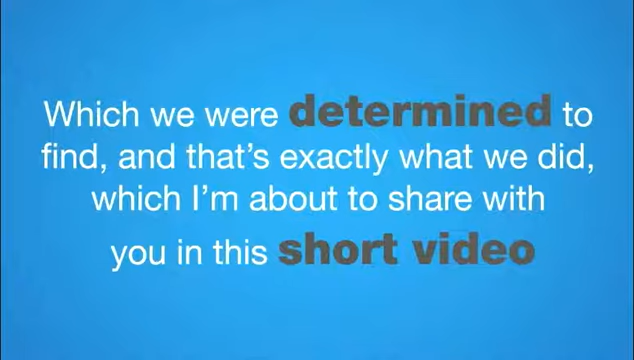 Which we were determined to
find, and that's exactly what we did,
which I'm about to share with
you in this short video